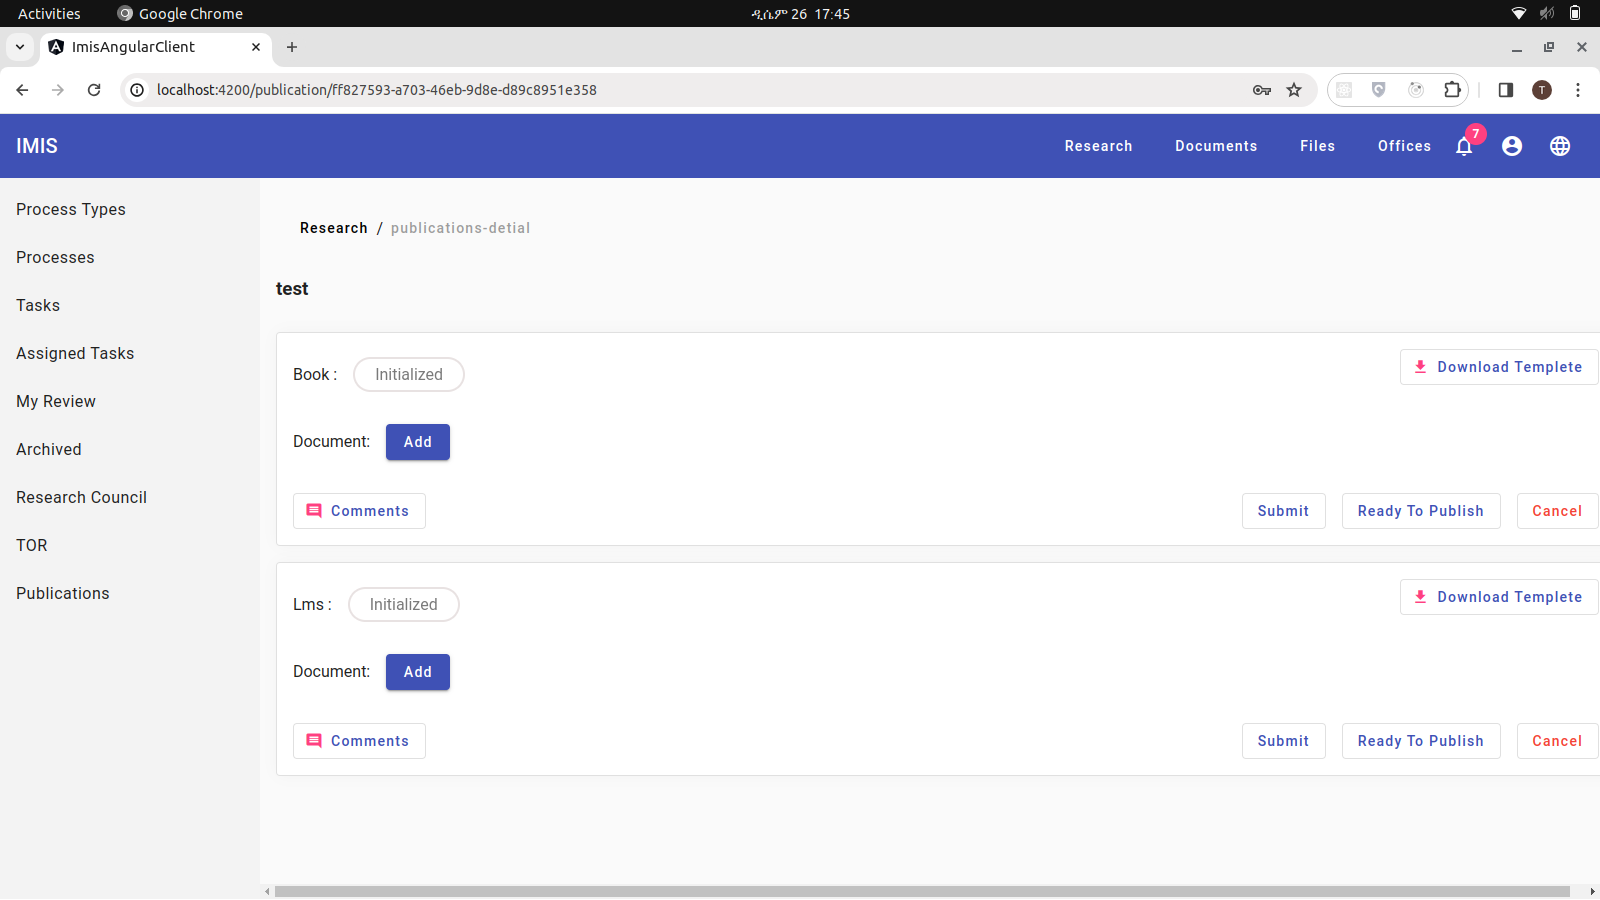 Activities Google Chrome ዲሴም 26 17:45
ImisAngularClient
localhost:4200/publication/ff827593-a703-46eb-9d8e-d89c8951e358 T
IMIS Research Documents Files Offices 7
Process Types
Processes
Tasks
Assigned Tasks
My Review
Archived
Research Council
TOR
Publications
Research / publications-detial
test
Book : Initialized Download Templete
Document: Add
Comments Submit Ready To Publish Cancel
Lms : Initialized Download Templete
Document: Add
Comments Submit Ready To Publish Cancel